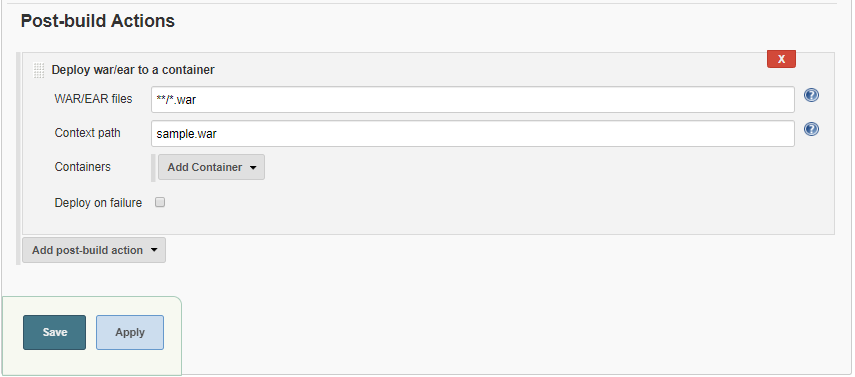 Post-build Actions
X
Deploy war/ear to a container
WAR/EAR files **/*.war ?
Context path sample.war ?
Containers Add Container
Deploy on failure
Add post-build action
Save Apply